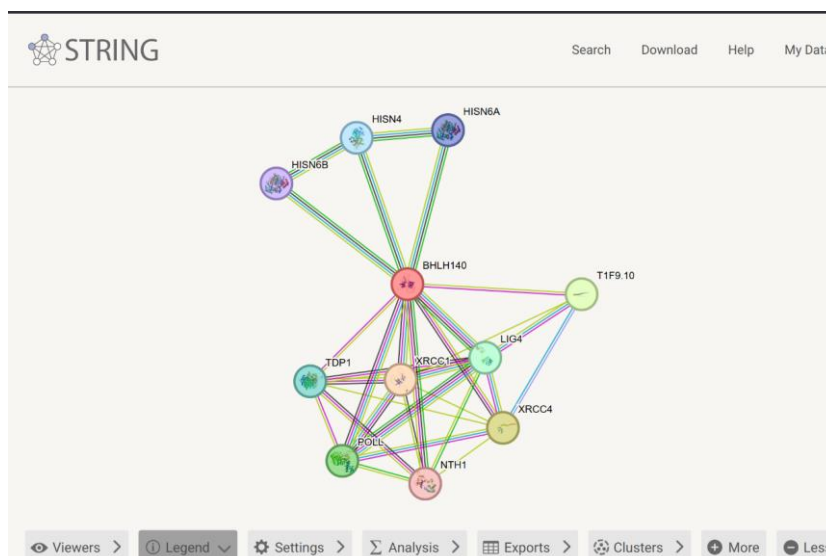 STRING
Search Download Help My Data
HISN6A
HISN4
HISN6B
BHLH140
T1F9.10
LIG4
TDP1 XRCC1
XRCC4
POLL
NTH1
Viewers Legend Settings Analysis Exports Clusters More Less